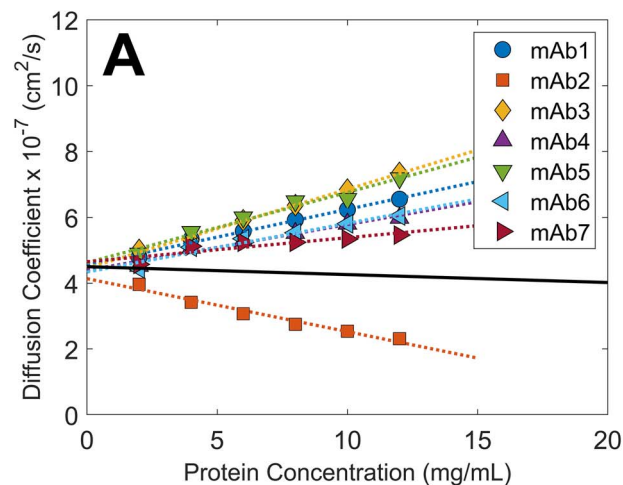 A
12
10
8
6
4
2
0
0
5
10
15
20
Diffusion Coefficient x 10⁻⁷ (cm²/s)
Protein Concentration (mg/mL)
mAb1
mAb2
mAb3
mAb4
mAb5
mAb6
mAb7